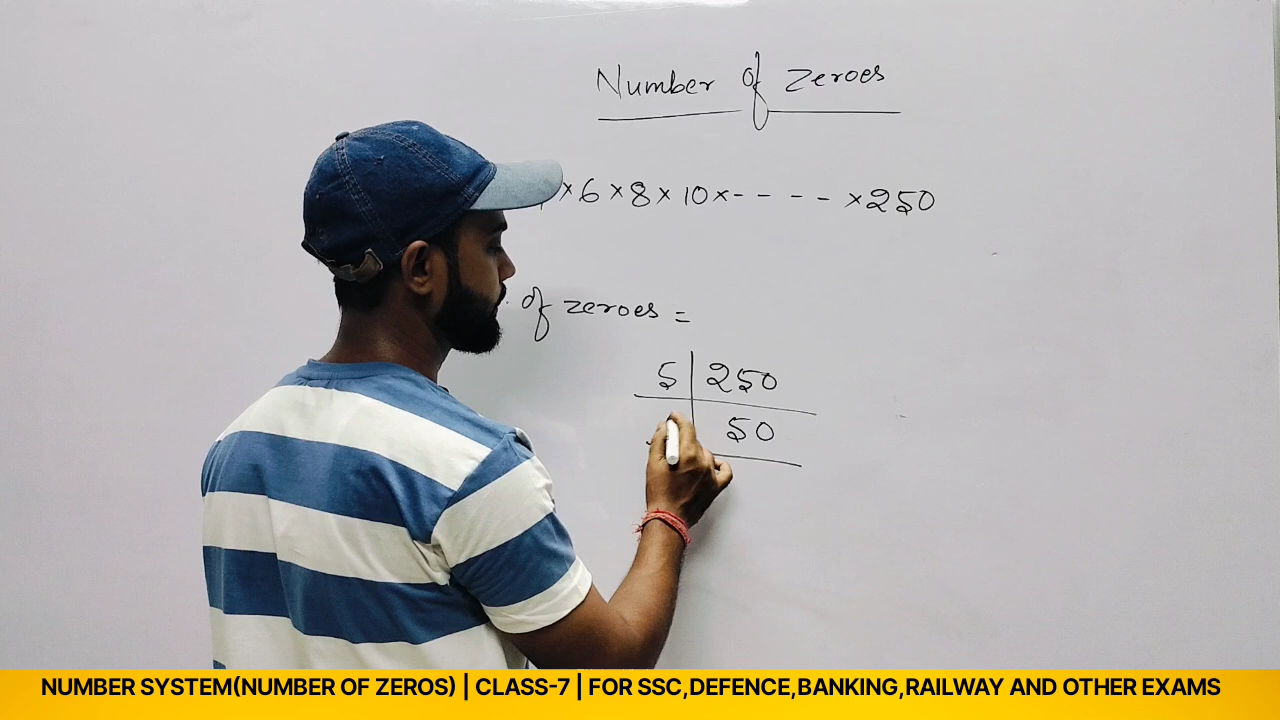 Number of zeroes
×6×8×10×- - - - ×250
of zeroes =
5 250
50
NUMBER SYSTEM(NUMBER OF ZEROS) | CLASS-7 | FOR SSC,DEFENCE,BANKING,RAILWAY AND OTHER EXAMS